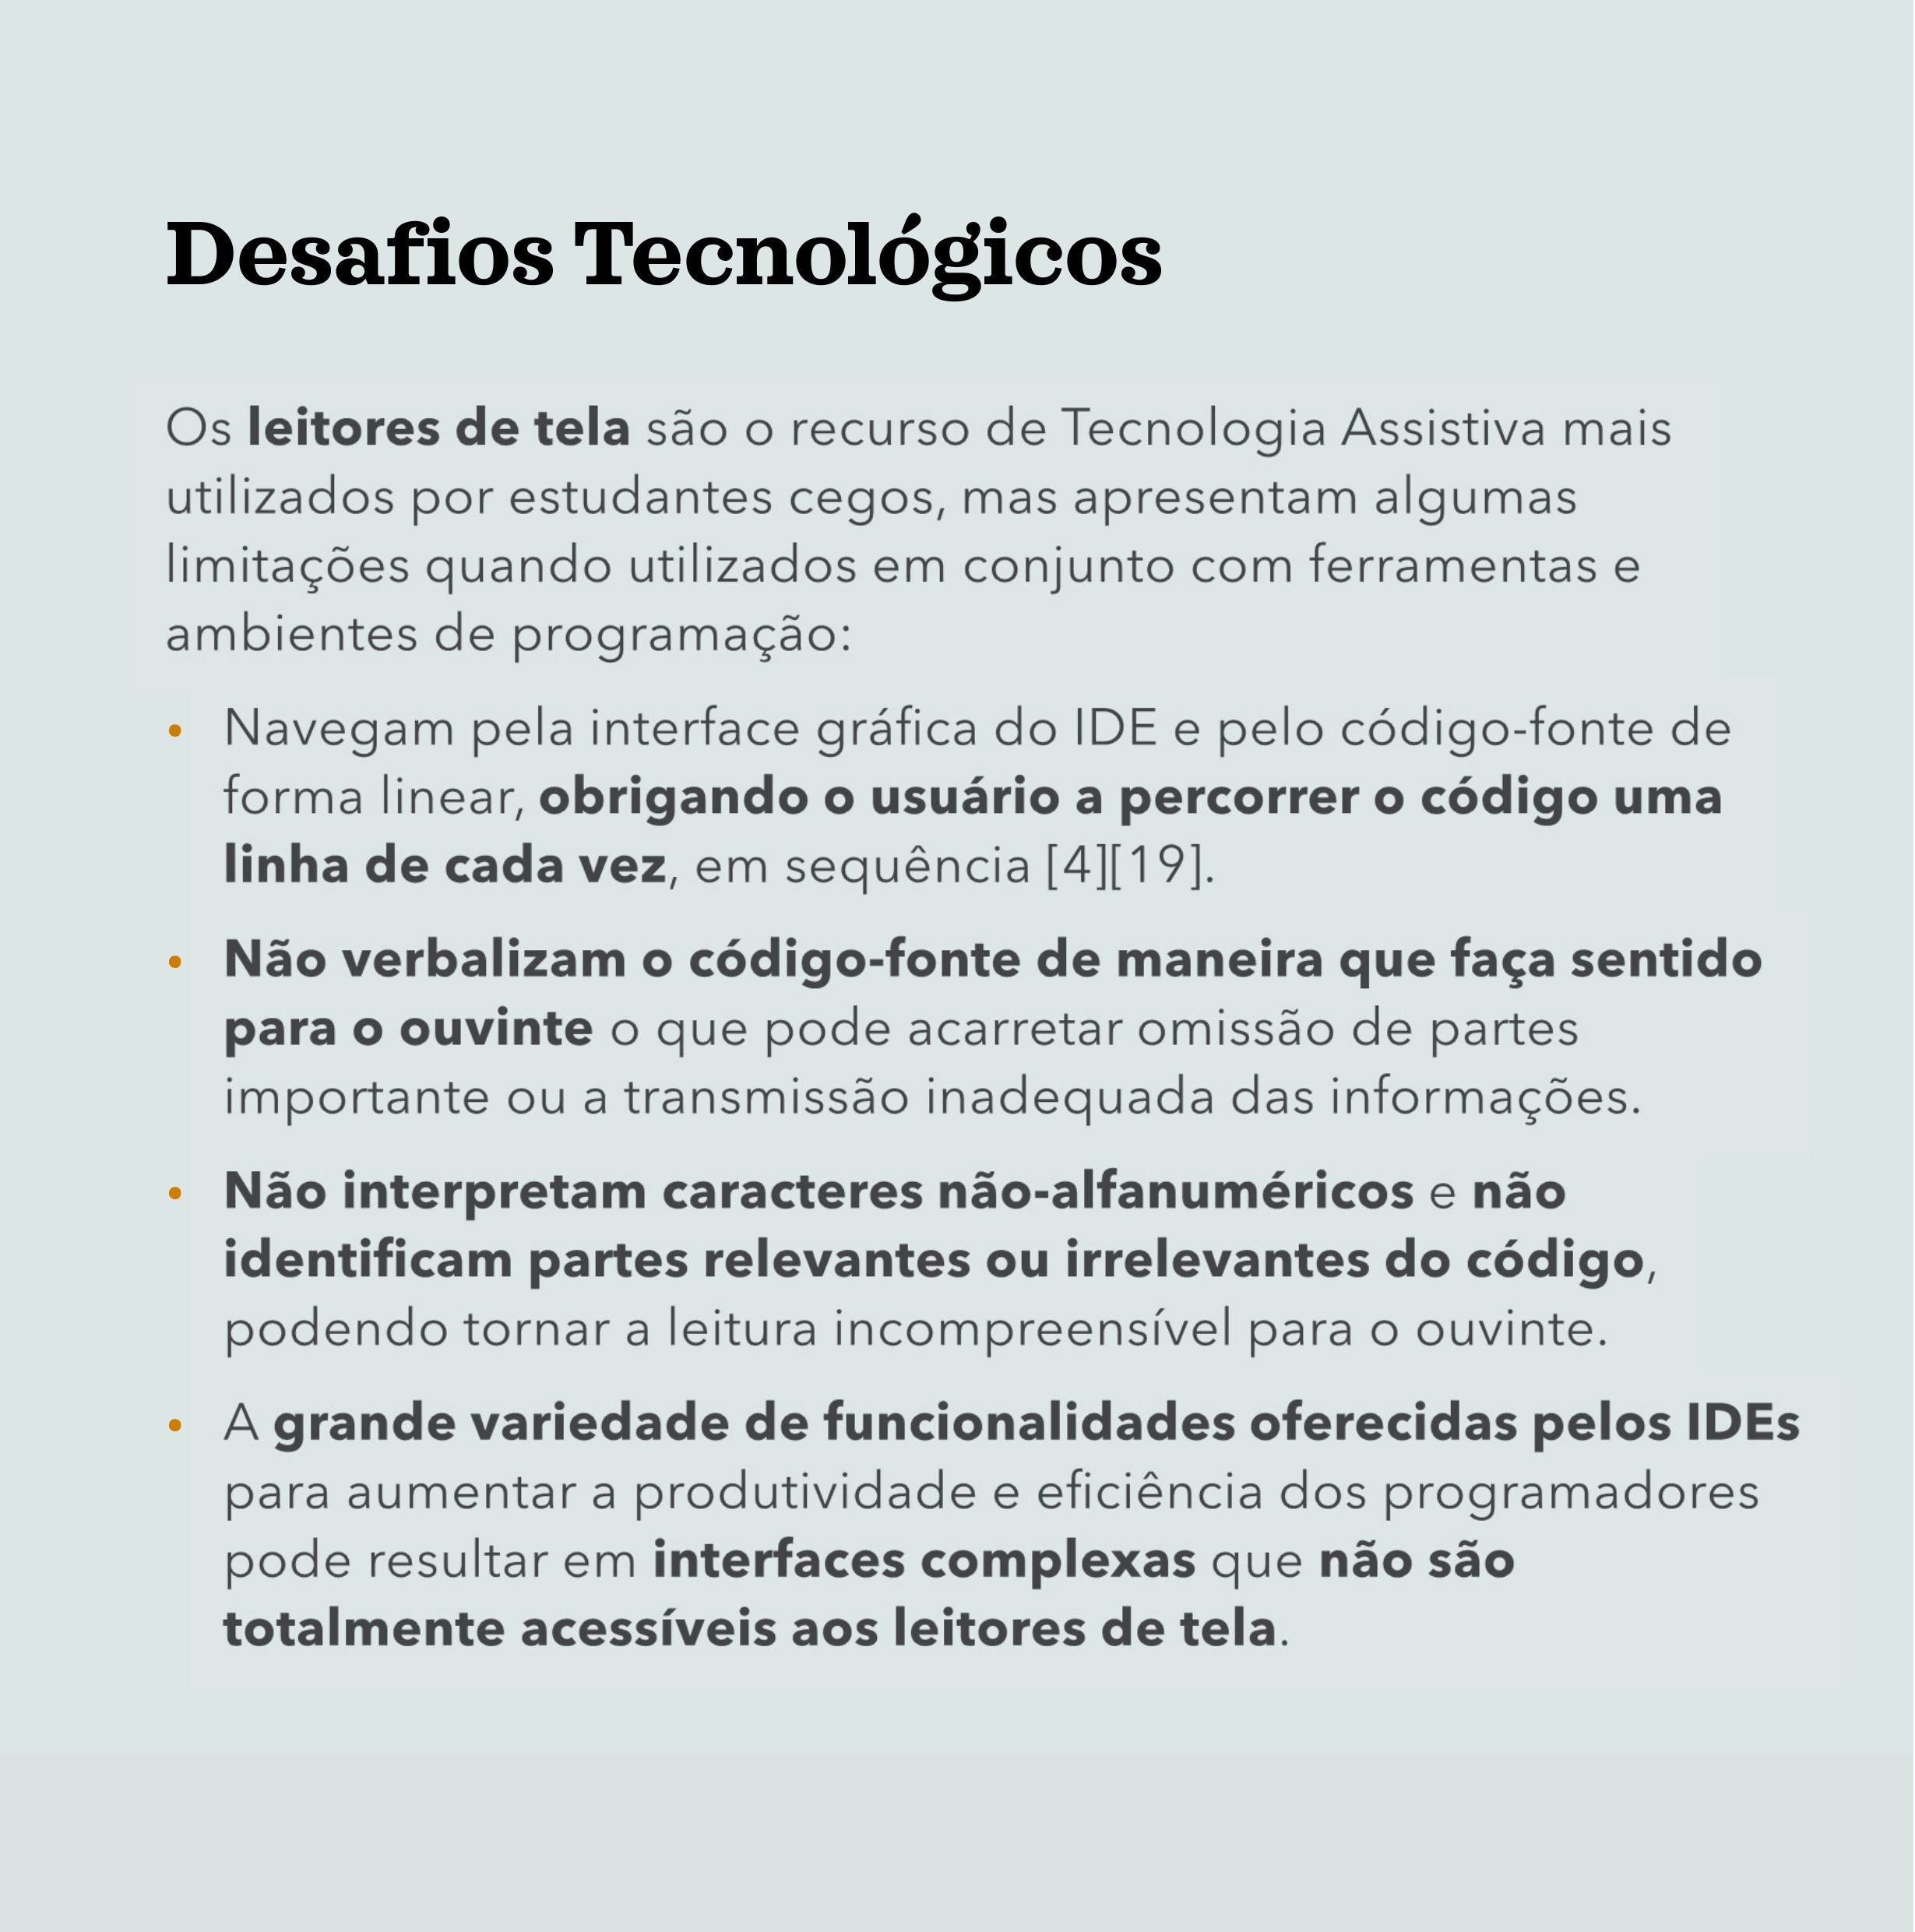 Desafios Tecnológicos
Os leitores de tela são o recurso de Tecnologia Assistiva mais
utilizados por estudantes cegos, mas apresentam algumas
limitações quando utilizados em conjunto com ferramentas e
ambientes de programação:
• Navegam pela interface gráfica do IDE e pelo código-fonte de
forma linear, obrigando o usuário a percorrer o código uma
linha de cada vez, em sequência [4][19].
• Não verbalizam o código-fonte de maneira que faça sentido
para o ouvinte o que pode acarretar omissão de partes
importante ou a transmissão inadequada das informações.
• Não interpretam caracteres não-alfanuméricos e não
identificam partes relevantes ou irrelevantes do código,
podendo tornar a leitura incompreensível para o ouvinte.
• A grande variedade de funcionalidades oferecidas pelos IDEs
para aumentar a produtividade e eficiência dos programadores
pode resultar em interfaces complexas que não são
totalmente acessíveis aos leitores de tela.